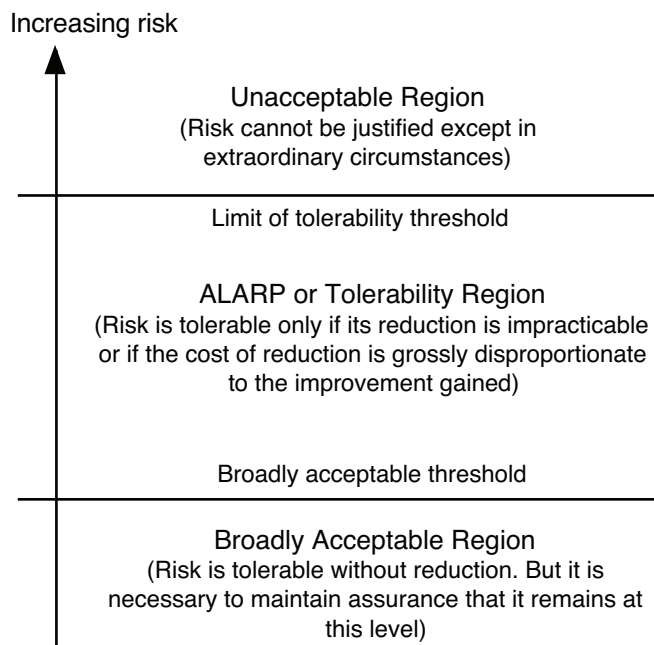 Increasing risk
Unacceptable Region
(Risk cannot be justified except in
extraordinary circumstances)
Limit of tolerability threshold
ALARP or Tolerability Region
(Risk is tolerable only if its reduction is impracticable
or if the cost of reduction is grossly disproportionate
to the improvement gained)
Broadly acceptable threshold
Broadly Acceptable Region
(Risk is tolerable without reduction. But it is
necessary to maintain assurance that it remains at
this level)